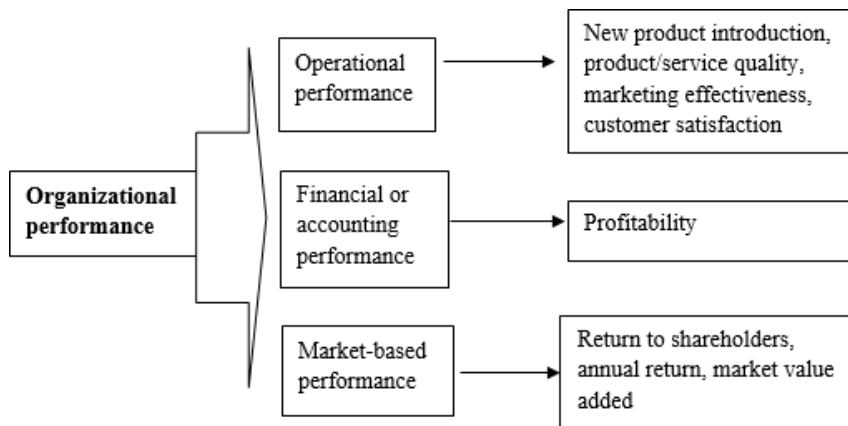 Organizational
performance
Operational
performance
New product introduction,
product/service quality,
marketing effectiveness,
customer satisfaction
Financial or
accounting
performance
Profitability
Market-based
performance
Return to shareholders,
annual return, market value
added